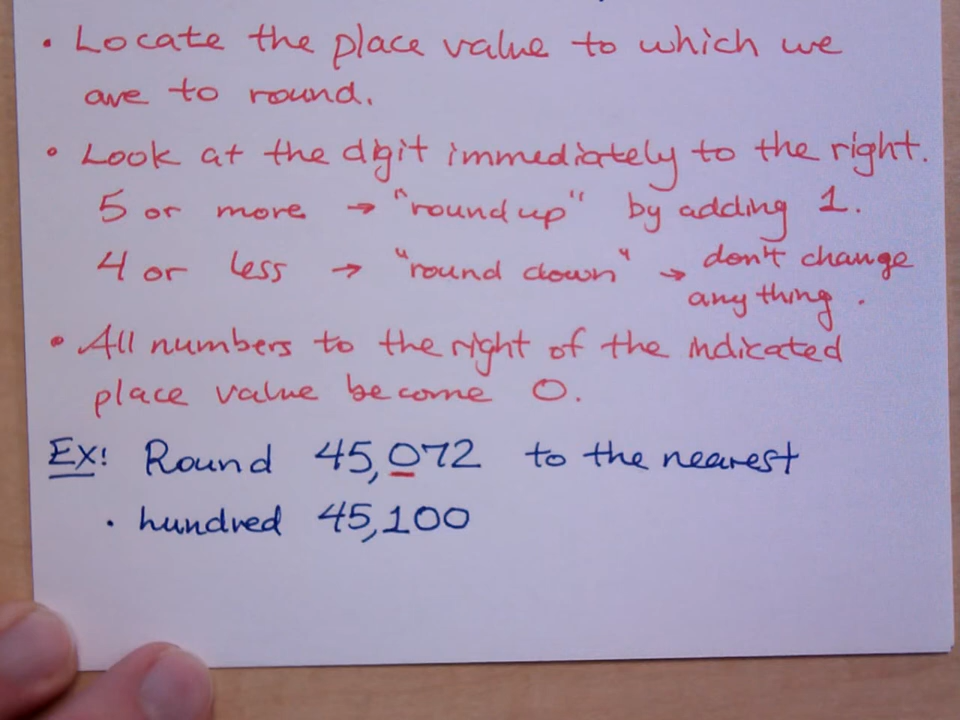 • Locate the place value to which we
are to round.
• Look at the digit immediately to the right.
5 or more → "round up" by adding 1.
4 or less → "round down" → don't change
anything.
• All numbers to the right of the indicated
place value become 0.
Ex: Round 45,072 to the nearest
• hundred 45,100